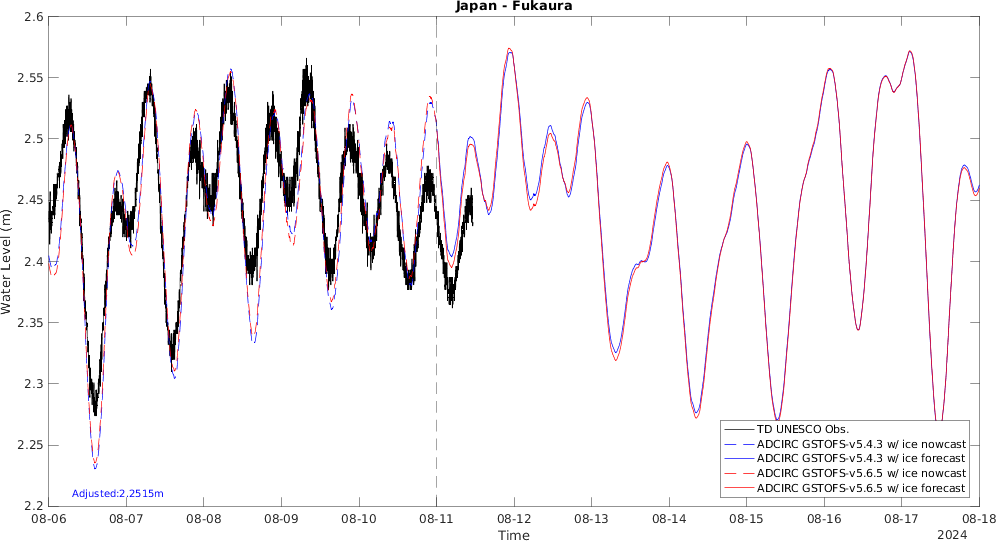 Japan - Fukaura
Water Level (m)
2.6
2.55
2.5
2.45
2.4
2.35
2.3
2.25
2.2
Adjusted:2.2515m
TD UNESCO Obs.
ADCIRC GSTOFS-v5.4.3 w/ ice nowcast
ADCIRC GSTOFS-v5.4.3 w/ ice forecast
ADCIRC GSTOFS-v5.6.5 w/ ice nowcast
ADCIRC GSTOFS-v5.6.5 w/ ice forecast
08-06 08-07 08-08 08-09 08-10 08-11 08-12 08-13 08-14 08-15 08-16 08-17 08-18
Time
2024